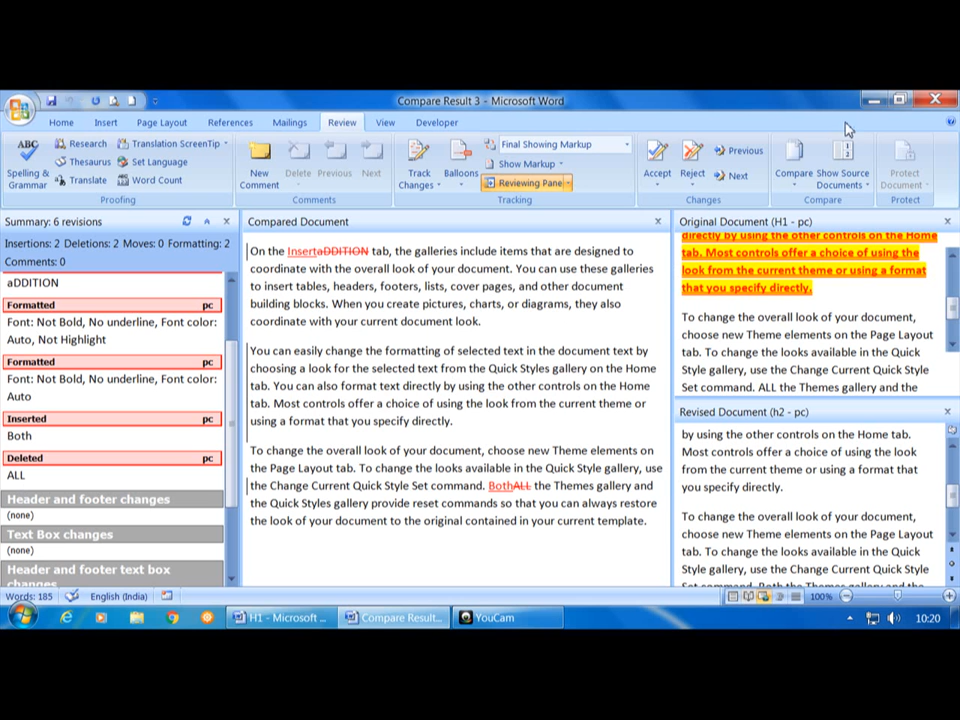 Compare Result 3 - Microsoft Word
Home Insert Page Layout References Mailings Review View Developer
ABC Spelling & Grammar
Research
Thesaurus
Translate
Translation ScreenTip
Set Language
Word Count
Proofing
New Comment
Delete
Previous
Next
Comments
Track Changes
Balloons
Final Showing Markup
Show Markup
Reviewing Pane
Tracking
Accept
Reject
Previous
Next
Changes
Compare
Show Source Documents
Compare
Protect Document
Protect
Summary: 6 revisions
Insertions: 2 Deletions: 2 Moves: 0 Formatting: 2
Comments: 0
aDDITION
Formatted pc
Font: Not Bold, No underline, Font color:
Auto, Not Highlight
Formatted pc
Font: Not Bold, No underline, Font color:
Auto
Inserted pc
Both
Deleted pc
ALL
Header and footer changes
(none)
Text Box changes
(none)
Header and footer text box
changes
Compared Document
On the InsertaDDITION tab, the galleries include items that are designed to
coordinate with the overall look of your document. You can use these galleries
to insert tables, headers, footers, lists, cover pages, and other document
building blocks. When you create pictures, charts, or diagrams, they also
coordinate with your current document look.
You can easily change the formatting of selected text in the document text by
choosing a look for the selected text from the Quick Styles gallery on the Home
tab. You can also format text directly by using the other controls on the Home
tab. Most controls offer a choice of using the look from the current theme or
using a format that you specify directly.
To change the overall look of your document, choose new Theme elements on
the Page Layout tab. To change the looks available in the Quick Style gallery, use
the Change Current Quick Style Set command. BothALL the Themes gallery and
the Quick Styles gallery provide reset commands so that you can always restore
the look of your document to the original contained in your current template.
Original Document (H1 - pc)
directly by using the other controls on the Home
tab. Most controls offer a choice of using the
look from the current theme or using a format
that you specify directly.
To change the overall look of your document,
choose new Theme elements on the Page Layout
tab. To change the looks available in the Quick
Style gallery, use the Change Current Quick Style
Set command. ALL the Themes gallery and the
Revised Document (h2 - pc)
by using the other controls on the Home tab.
Most controls offer a choice of using the look
from the current theme or using a format that
you specify directly.
To change the overall look of your document,
choose new Theme elements on the Page Layout
tab. To change the looks available in the Quick
Style gallery, use the Change Current Quick Style
Set command. Both the Themes gallery and the
Words: 185 English (India) 100%
H1 - Microsoft ... Compare Result... YouCam 10:20